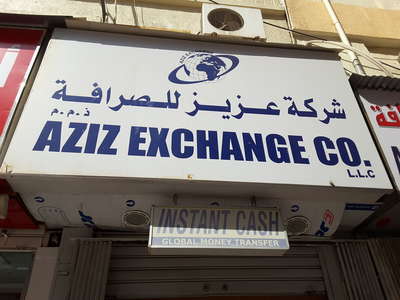 شركة عزيز للصرافة
ذ.م.م
AZIZ EXCHANGE CO.
L.L.C
INSTANT CASH
GLOBAL MONEY TRANSFER